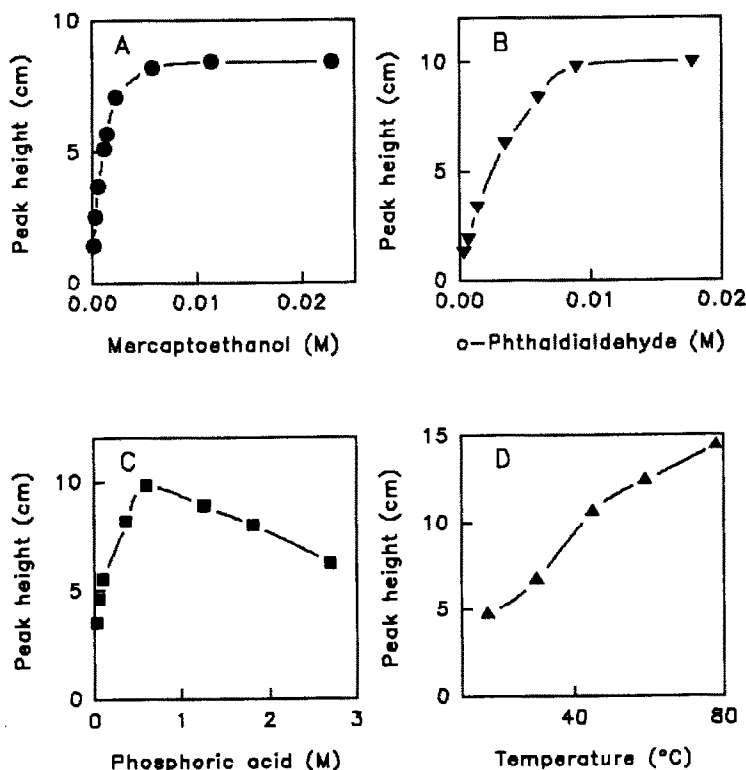 A
Peak height (cm)
10
5
0
0.00
0.01
0.02
Mercaptoethanol (M)
B
Peak height (cm)
10
5
0
0.00
0.01
0.02
o-Phthaldialdehyde (M)
C
Peak height (cm)
10
5
0
0
1
2
3
Phosphoric acid (M)
D
Peak height (cm)
15
10
5
0
40
80
Temperature (°C)